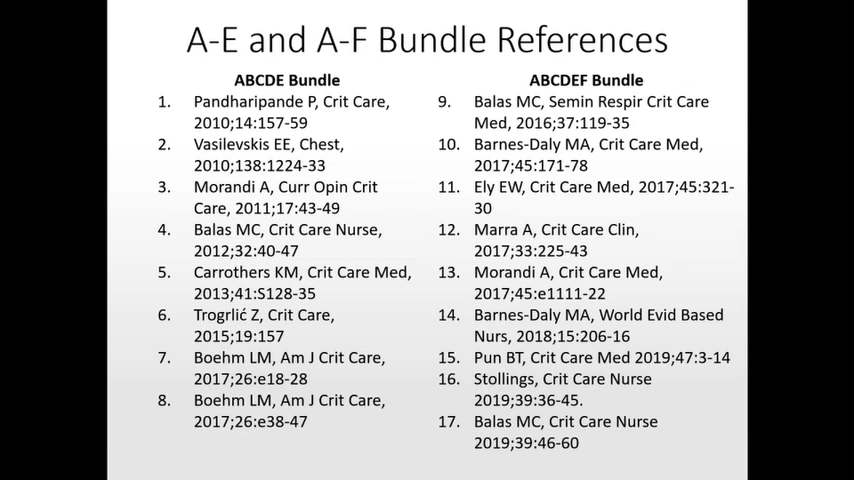 A-E and A-F Bundle References
ABCDE Bundle
1. Pandharipande P, Crit Care,
2010;14:157-59
2. Vasilevskis EE, Chest,
2010;138:1224-33
3. Morandi A, Curr Opin Crit
Care, 2011;17:43-49
4. Balas MC, Crit Care Nurse,
2012;32:40-47
5. Carrothers KM, Crit Care Med,
2013;41:S128-35
6. Trogrlić Z, Crit Care,
2015;19:157
7. Boehm LM, Am J Crit Care,
2017;26:e18-28
8. Boehm LM, Am J Crit Care,
2017;26:e38-47
ABCDEF Bundle
9. Balas MC, Semin Respir Crit Care
Med, 2016;37:119-35
10. Barnes-Daly MA, Crit Care Med,
2017;45:171-78
11. Ely EW, Crit Care Med, 2017;45:321-
30
12. Marra A, Crit Care Clin,
2017;33:225-43
13. Morandi A, Crit Care Med,
2017;45:e1111-22
14. Barnes-Daly MA, World Evid Based
Nurs, 2018;15:206-16
15. Pun BT, Crit Care Med 2019;47:3-14
16. Stollings, Crit Care Nurse
2019;39:36-45.
17. Balas MC, Crit Care Nurse
2019;39:46-60